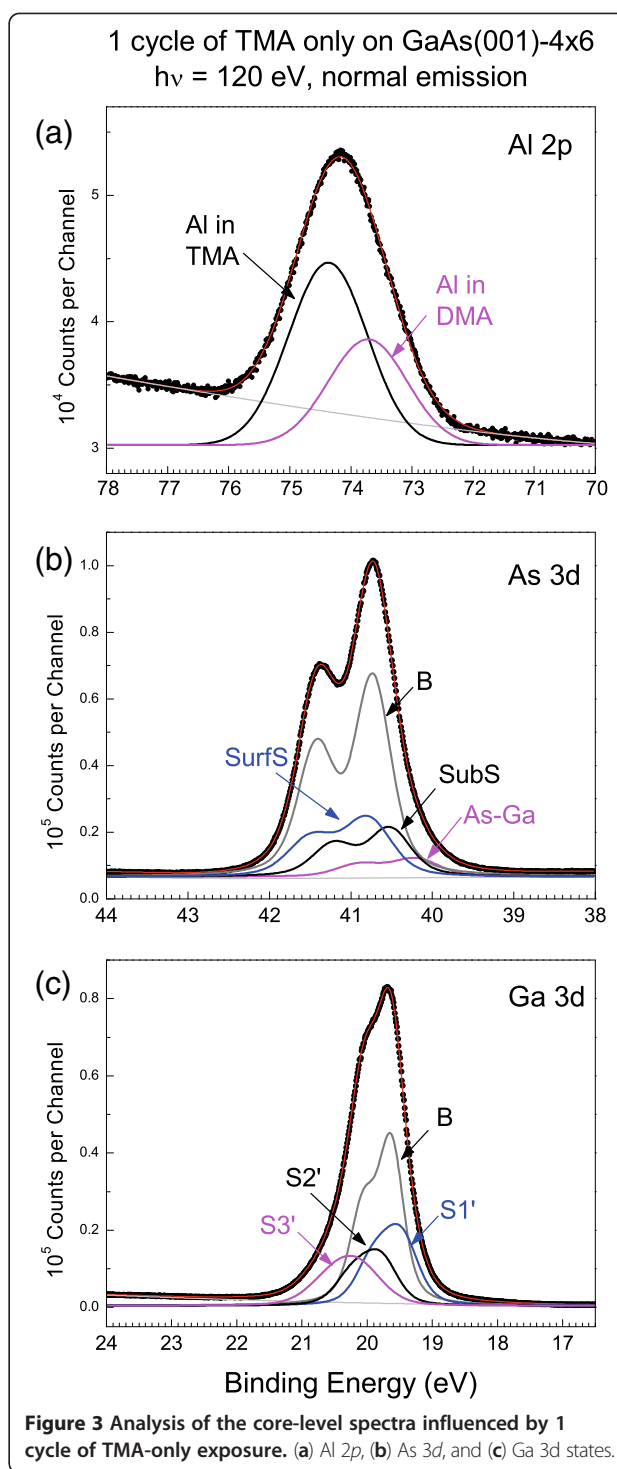 1 cycle of TMA only on GaAs(001)-4x6
hν = 120 eV, normal emission
(a)
Al 2p
Al in
TMA
Al in
DMA
10⁴ Counts per Channel
5
4
3
78 77 76 75 74 73 72 71 70
(b)
As 3d
B
SurfS
SubS
As-Ga
10⁵ Counts per Channel
1.0
0.8
0.6
0.4
0.2
0.0
44 43 42 41 40 39 38
(c)
Ga 3d
B
S2'
S3'
S1'
10⁵ Counts per Channel
0.8
0.6
0.4
0.2
0.0
24 23 22 21 20 19 18 17
Binding Energy (eV)
Figure 3 Analysis of the core-level spectra influenced by 1
cycle of TMA-only exposure. (a) Al 2p, (b) As 3d, and (c) Ga 3d states.